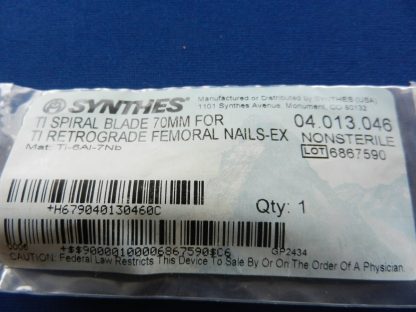 SYNTHES®
Manufactured or Distributed by SYNTHES (USA),
1101 Synthes Avenue, Monument, CO 80132
TI SPIRAL BLADE 70MM FOR
TI RETROGRADE FEMORAL NAILS-EX
Mat: Ti-6Al-7Nb
04.013.046
NONSTERILE
LOT 6867590
+H679040130460C
Qty: 1
+$$90000100006867590$C6
GP2434
CAUTION: Federal Law Restricts This Device To Sale By Or On The Order Of A Physician.